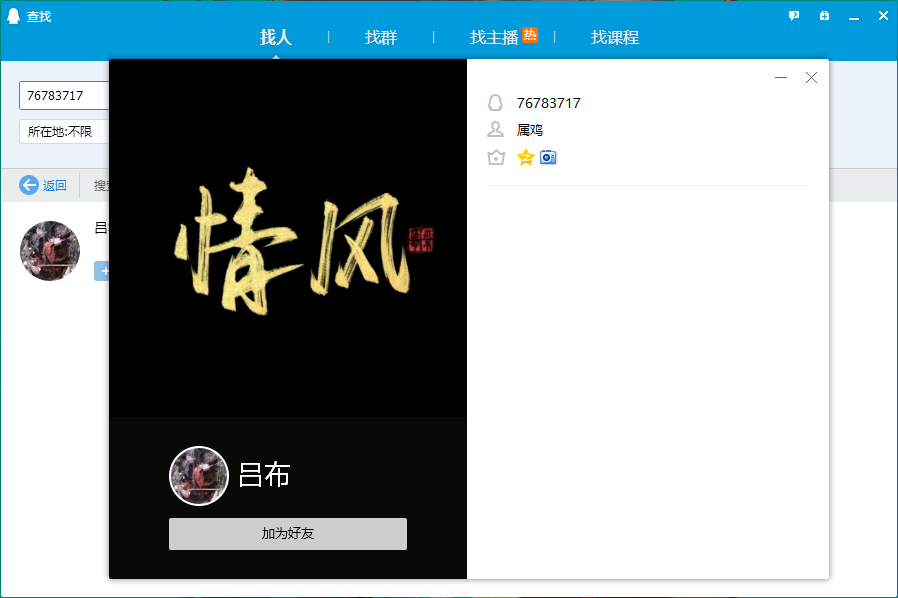 查找
找人
找群
找主播 热
找课程
76783717
所在地:不限
返回
搜
吕
情风
吕布
加为好友
76783717
属鸡